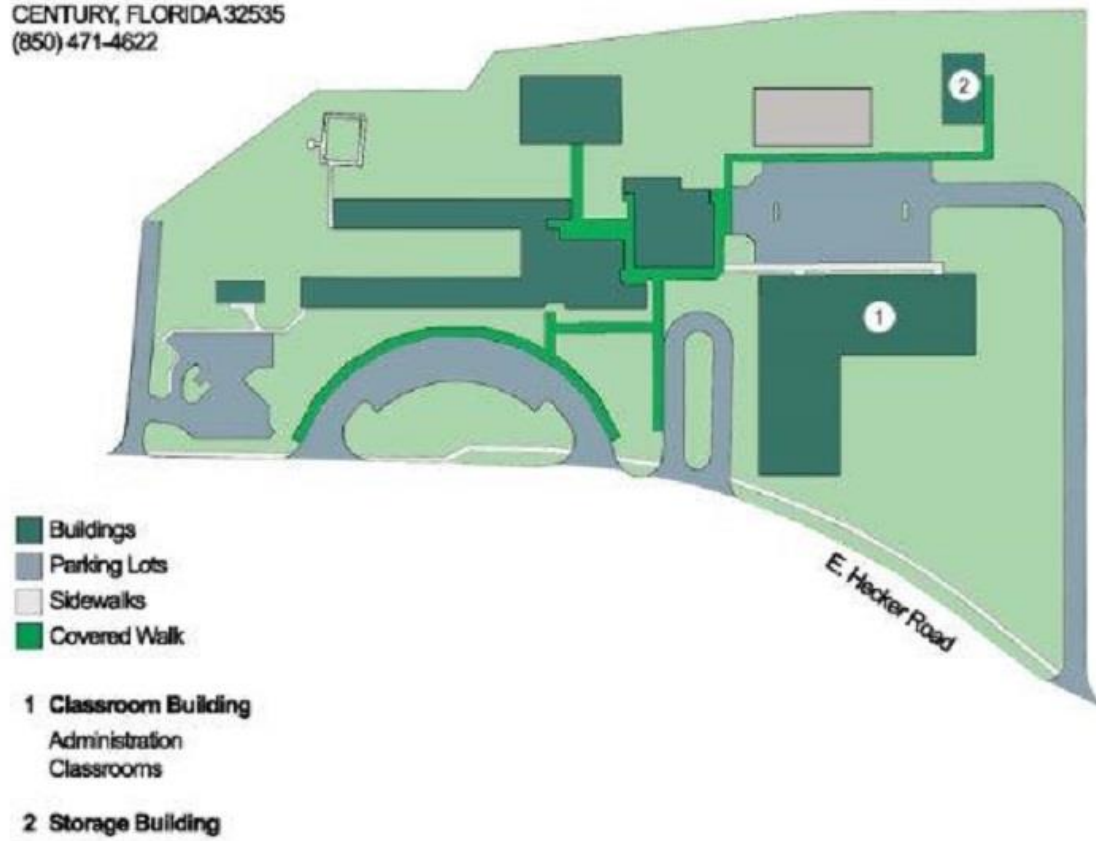 CENTURY, FLORIDA 32535
(850) 471-4622
2
1
Buildings
Parking Lots
Sidewalks
Covered Walk
E. Hecker Road
1 Classroom Building
Administration
Classrooms
2 Storage Building